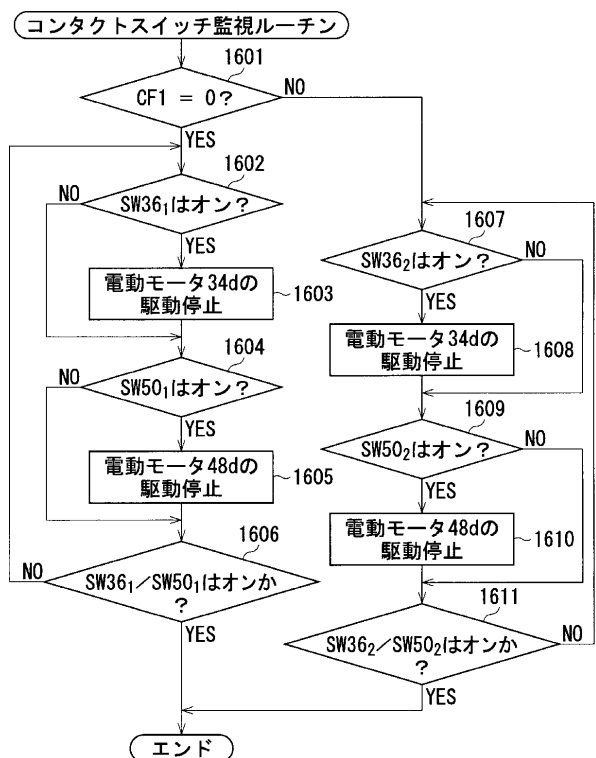 コンタクトスイッチ監視ルーチン
1601
CF1 = 0?
NO
YES
1602
NO
SW36₁はオン?
YES
電動モータ34dの
駆動停止
1603
1604
NO
SW50₁はオン?
YES
電動モータ48dの
駆動停止
1605
1606
NO
SW36₁/SW50₁はオンか
?
YES
1607
SW36₂はオン?
NO
YES
電動モータ34dの
駆動停止
1608
1609
SW50₂はオン?
NO
YES
電動モータ48dの
駆動停止
1610
1611
SW36₂/SW50₂はオンか
?
NO
YES
エンド